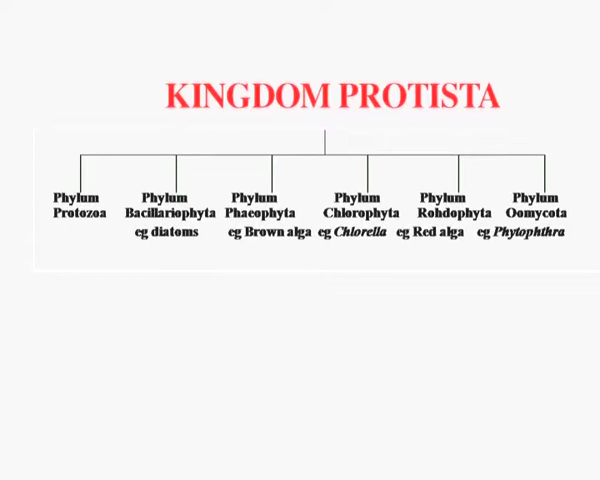 KINGDOM PROTISTA
Phylum Phylum Phylum Phylum Phylum Phylum
Protozoa Bacillariophyta Phaeophyta Chlorophyta Rohdophyta Oomycota
eg diatoms eg Brown alga eg Chlorella eg Red alga eg Phytophthra